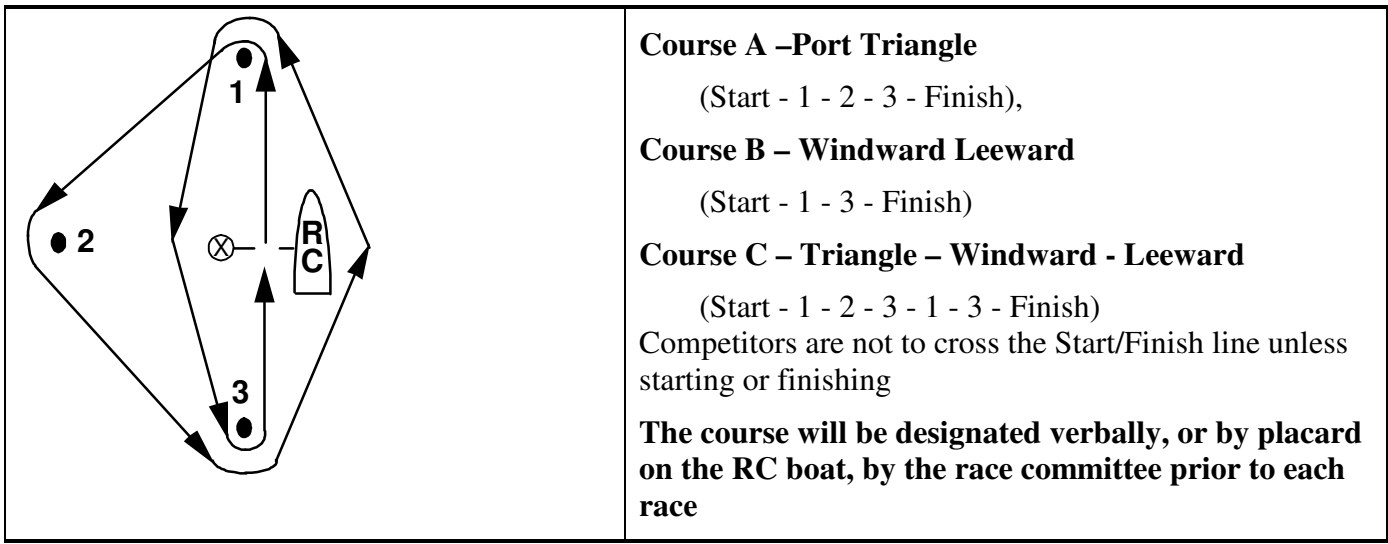 1
2
R
C
3
Course A –Port Triangle
(Start - 1 - 2 - 3 - Finish),
Course B – Windward Leeward
(Start - 1 - 3 - Finish)
Course C – Triangle – Windward - Leeward
(Start - 1 - 2 - 3 - 1 - 3 - Finish)
Competitors are not to cross the Start/Finish line unless
starting or finishing
The course will be designated verbally, or by placard
on the RC boat, by the race committee prior to each
race